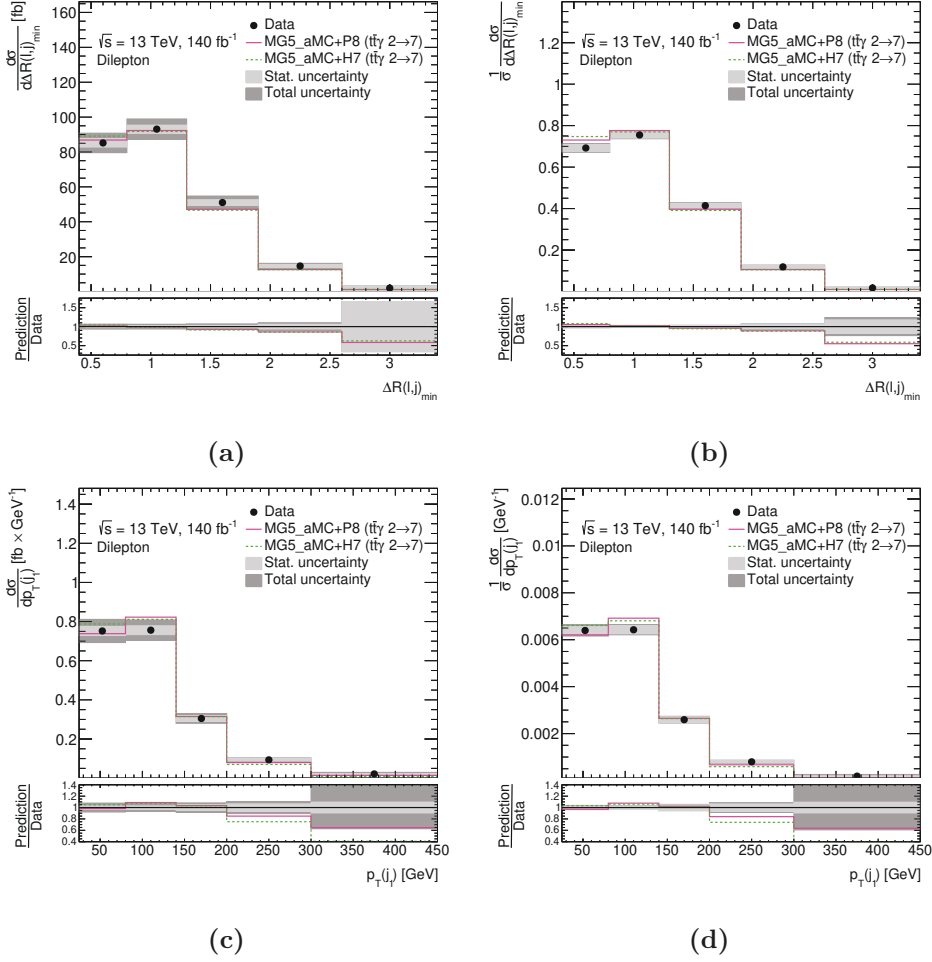 dσ/dΔR(l,j)min [fb]
160
140
120
100
80
60
40
20
√s = 13 TeV, 140 fb⁻¹
Dilepton
Data
MG5_aMC+P8 (tt̄γ 2→7)
MG5_aMC+H7 (tt̄γ 2→7)
Stat. uncertainty
Total uncertainty
Prediction/Data
1.5
1
0.5
0.5 1 1.5 2 2.5 3
ΔR(l,j)min
(a)
1/σ dσ/dΔR(l,j)min
1.2
1
0.8
0.6
0.4
0.2
√s = 13 TeV, 140 fb⁻¹
Dilepton
Data
MG5_aMC+P8 (tt̄γ 2→7)
MG5_aMC+H7 (tt̄γ 2→7)
Stat. uncertainty
Total uncertainty
Prediction/Data
1.5
1
0.5
0.5 1 1.5 2 2.5 3
ΔR(l,j)min
(b)
dσ/dpT(j1) [fb × GeV⁻¹]
1.4
1.2
1
0.8
0.6
0.4
0.2
√s = 13 TeV, 140 fb⁻¹
Dilepton
Data
MG5_aMC+P8 (tt̄γ 2→7)
MG5_aMC+H7 (tt̄γ 2→7)
Stat. uncertainty
Total uncertainty
Prediction/Data
1.4
1.2
1.0
0.8
0.6
0.4
50 100 150 200 250 300 350 400 450
pT(j1) [GeV]
(c)
1/σ dσ/dpT(j1) [GeV⁻¹]
0.012
0.01
0.008
0.006
0.004
0.002
√s = 13 TeV, 140 fb⁻¹
Dilepton
Data
MG5_aMC+P8 (tt̄γ 2→7)
MG5_aMC+H7 (tt̄γ 2→7)
Stat. uncertainty
Total uncertainty
Prediction/Data
1.4
1.2
1.0
0.8
0.6
0.4
50 100 150 200 250 300 350 400 450
pT(j1) [GeV]
(d)